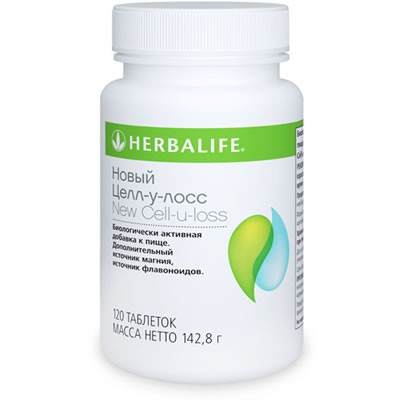 HERBALIFE®
Новый
Целл-у-лосс
New Cell-u-loss
Биологически активная
добавка к пище.
Дополнительный
источник магния,
источник флавоноидов.
120 ТАБЛЕТОК
МАССА НЕТТО 142,8 г